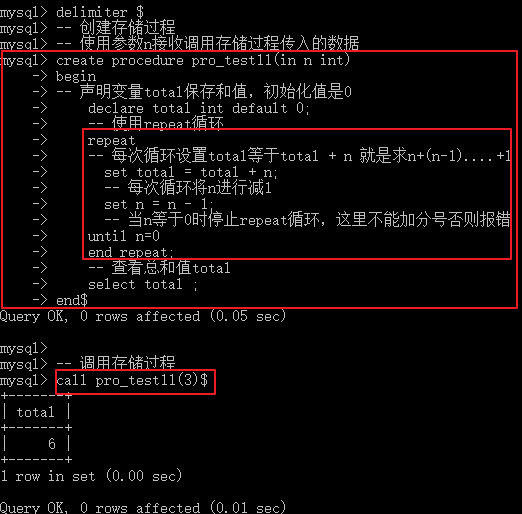 mysql> delimiter $
mysql> -- 创建存储过程
mysql> -- 使用参数n接收调用存储过程传入的数据
mysql> create procedure pro_test11(in n int)
    -> begin
    -> -- 声明变量total保存和值，初始化值是0
    ->     declare total int default 0;
    ->     -- 使用repeat循环
    ->     repeat
    ->     -- 每次循环设置total等于total + n 就是求n+(n-1)....+1
    ->       set total = total + n;
    ->       -- 每次循环将n进行减1
    ->       set n = n - 1;
    ->       -- 当n等于0时停止repeat循环，这里不能加分号否则报错
    ->     until n=0
    ->     end repeat;
    ->     -- 查看总和值total
    ->     select total ;
    -> end$
Query OK, 0 rows affected (0.05 sec)
mysql>
mysql> -- 调用存储过程
mysql> call pro_test11(3)$
+-------+
| total |
+-------+
|     6 |
+-------+
1 row in set (0.00 sec)
Query OK, 0 rows affected (0.01 sec)